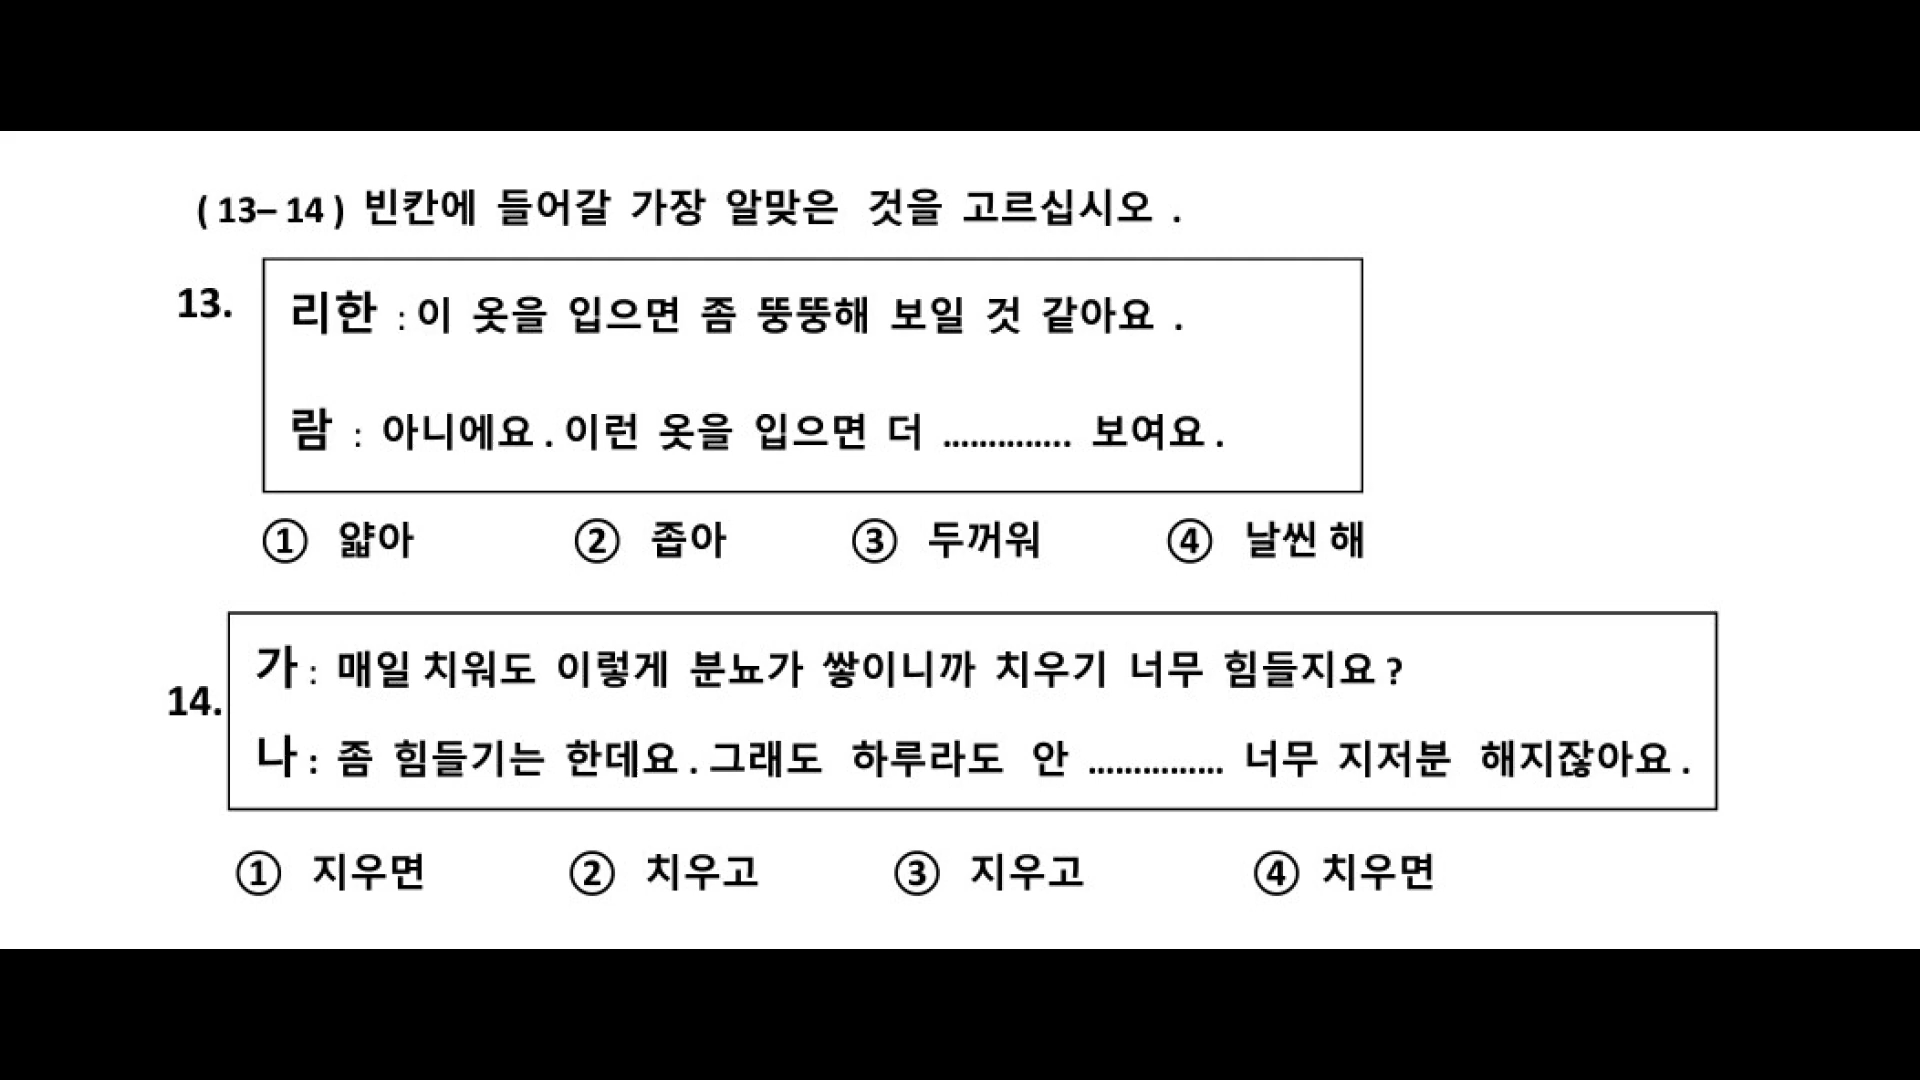 ( 13– 14 ) 빈칸에 들어갈 가장 알맞은 것을 고르십시오 .
13.
리한 : 이 옷을 입으면 좀 뚱뚱해 보일 것 같아요 .
람 : 아니에요 . 이런 옷을 입으면 더 .............. 보여요 .
① 얇아 ② 좁아 ③ 두꺼워 ④ 날씬 해
14.
가 : 매일 치워도 이렇게 분뇨가 쌓이니까 치우기 너무 힘들지요 ?
나 : 좀 힘들기는 한데요 . 그래도 하루라도 안 ............... 너무 지저분 해지잖아요 .
① 지우면 ② 치우고 ③ 지우고 ④ 치우면